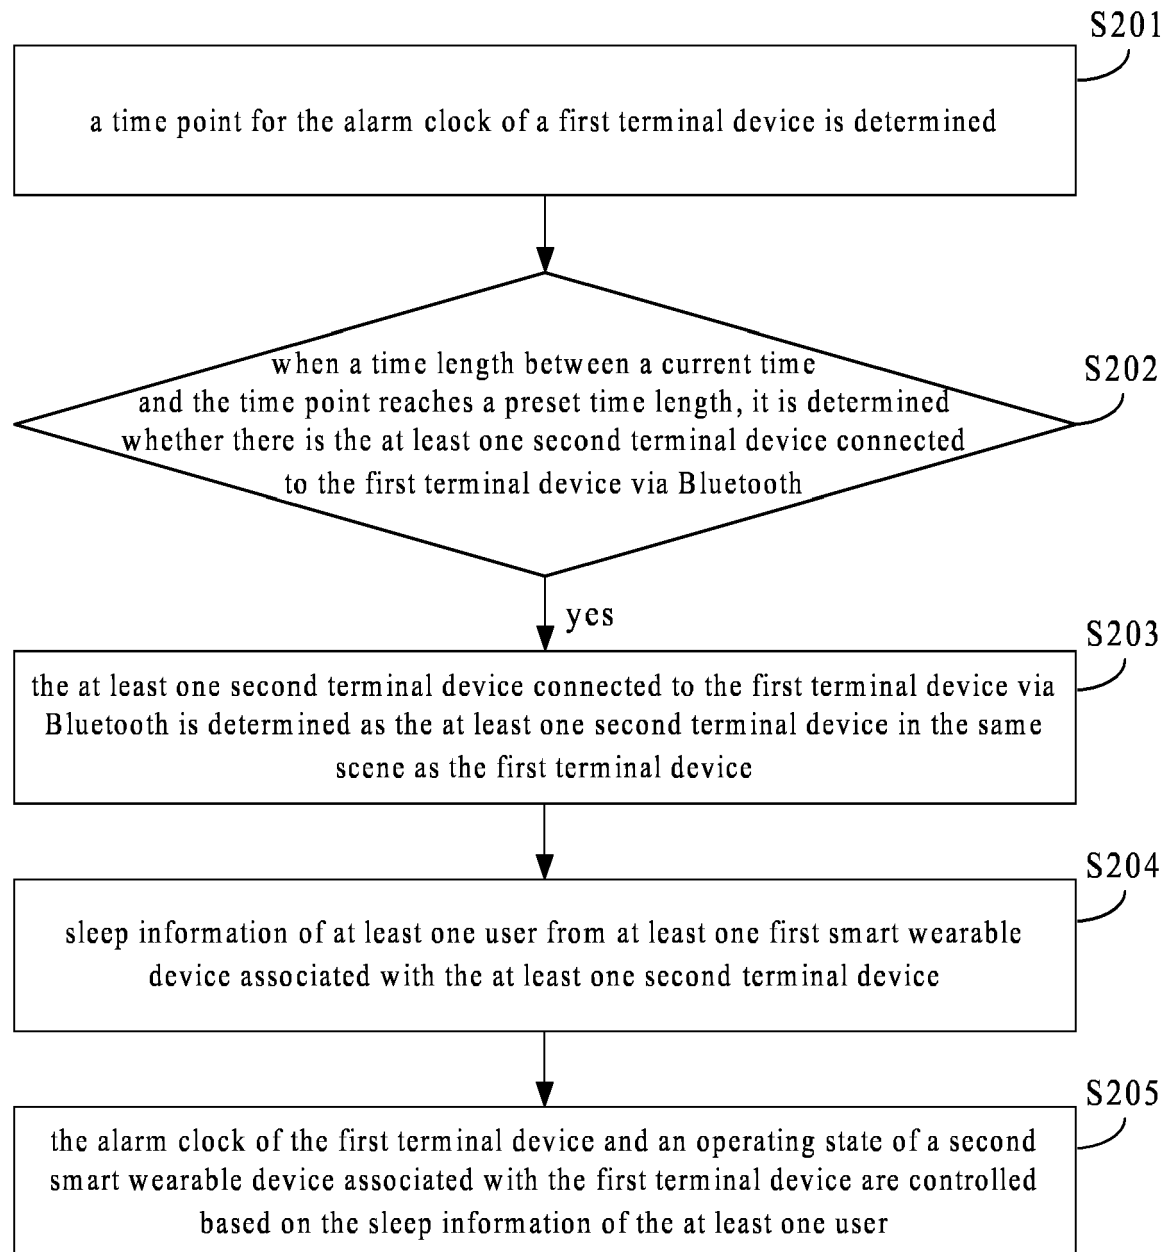 S201
a time point for the alarm clock of a first terminal device is determined
S202
when a time length between a current time
and the time point reaches a preset time length, it is determined
whether there is the at least one second terminal device connected
to the first terminal device via Bluetooth
yes
S203
the at least one second terminal device connected to the first terminal device via
Bluetooth is determined as the at least one second terminal device in the same
scene as the first terminal device
S204
sleep information of at least one user from at least one first smart wearable
device associated with the at least one second terminal device
S205
the alarm clock of the first terminal device and an operating state of a second
smart wearable device associated with the first terminal device are controlled
based on the sleep information of the at least one user